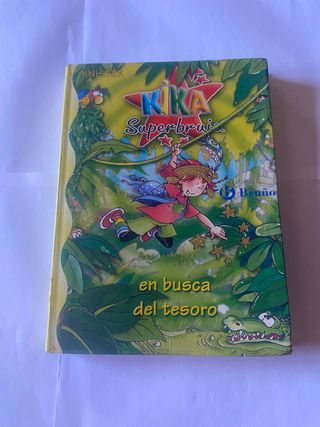 KNISTER
KIKA
Superbruja
B Bruño
en busca
del tesoro